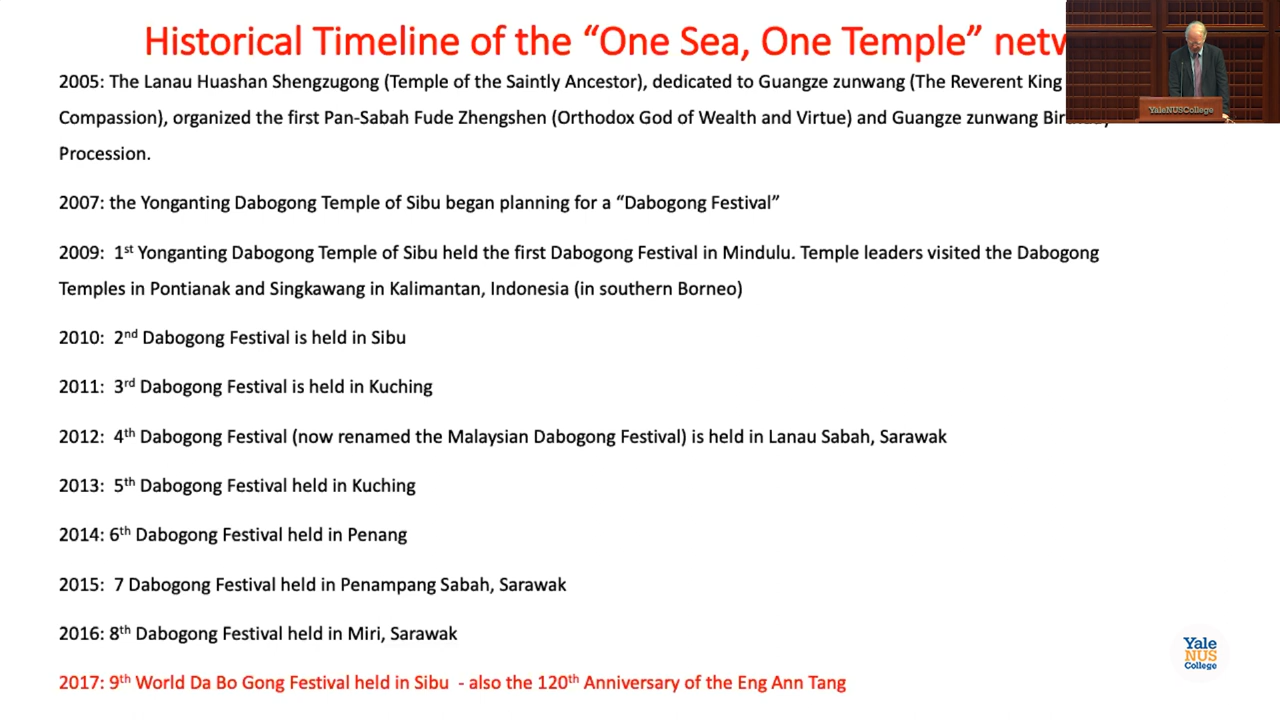 Historical Timeline of the “One Sea, One Temple”
2005: The Lanau Huashan Shengzugong (Temple of the Saintly Ancestor), dedicated to Guangze zunwang (The Reverent King
Compassion), organized the first Pan-Sabah Fude Zhengshen (Orthodox God of Wealth and Virtue) and Guangze zunwang
Procession.
2007: the Yonganting Dabogong Temple of Sibu began planning for a “Dabogong Festival”
2009: 1st Yonganting Dabogong Temple of Sibu held the first Dabogong Festival in Mindulu. Temple leaders visited the Dabogong
Temples in Pontianak and Singkawang in Kalimantan, Indonesia (in southern Borneo)
2010: 2nd Dabogong Festival is held in Sibu
2011: 3rd Dabogong Festival is held in Kuching
2012: 4th Dabogong Festival (now renamed the Malaysian Dabogong Festival) is held in Lanau Sabah, Sarawak
2013: 5th Dabogong Festival held in Kuching
2014: 6th Dabogong Festival held in Penang
2015: 7 Dabogong Festival held in Penampang Sabah, Sarawak
2016: 8th Dabogong Festival held in Miri, Sarawak
2017: 9th World Da Bo Gong Festival held in Sibu - also the 120th Anniversary of the Eng Ann Tang
YaleNUSCollege
Yale
NUS
College